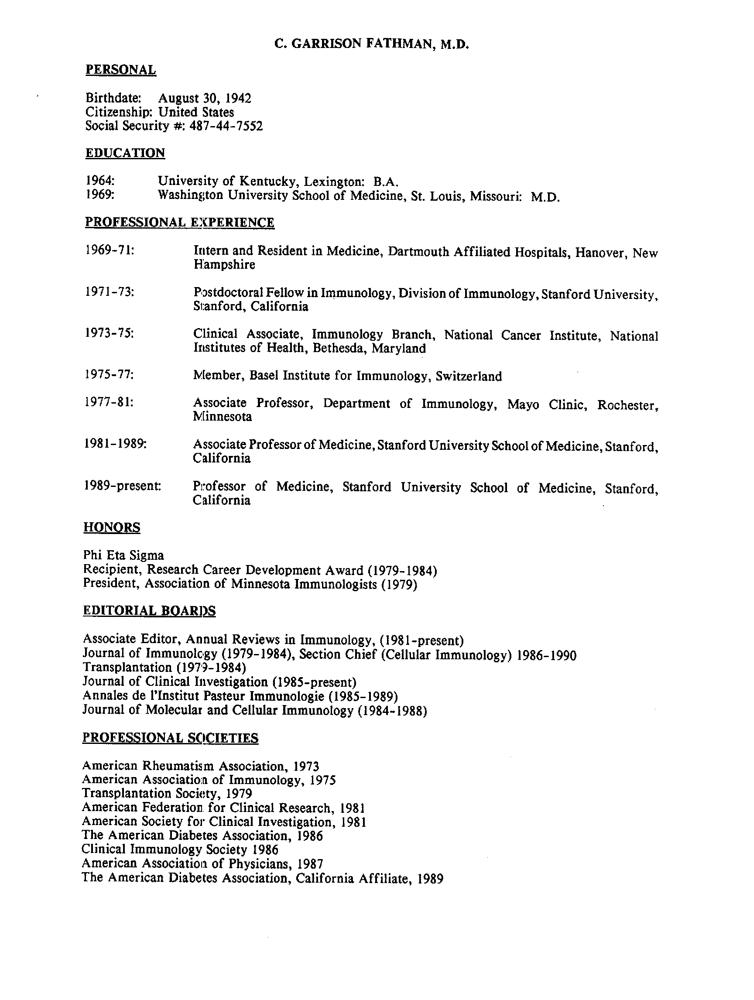 C. GARRISON FATHMAN, M.D.
PERSONAL
Birthdate: August 30, 1942
Citizenship: United States
Social Security #: 487-44-7552
EDUCATION
1964: University of Kentucky, Lexington: B.A.
1969: Washington University School of Medicine, St. Louis, Missouri: M.D.
PROFESSIONAL EXPERIENCE
1969-71: Intern and Resident in Medicine, Dartmouth Affiliated Hospitals, Hanover, New
Hampshire
1971-73: Postdoctoral Fellow in Immunology, Division of Immunology, Stanford University,
Stanford, California
1973-75: Clinical Associate, Immunology Branch, National Cancer Institute, National
Institutes of Health, Bethesda, Maryland
1975-77: Member, Basel Institute for Immunology, Switzerland
1977-81: Associate Professor, Department of Immunology, Mayo Clinic, Rochester,
Minnesota
1981-1989: Associate Professor of Medicine, Stanford University School of Medicine, Stanford,
California
1989-present: Professor of Medicine, Stanford University School of Medicine, Stanford,
California
HONORS
Phi Eta Sigma
Recipient, Research Career Development Award (1979-1984)
President, Association of Minnesota Immunologists (1979)
EDITORIAL BOARDS
Associate Editor, Annual Reviews in Immunology, (1981-present)
Journal of Immunology (1979-1984), Section Chief (Cellular Immunology) 1986-1990
Transplantation (1979-1984)
Journal of Clinical Investigation (1985-present)
Annales de l'Institut Pasteur Immunologie (1985-1989)
Journal of Molecular and Cellular Immunology (1984-1988)
PROFESSIONAL SOCIETIES
American Rheumatism Association, 1973
American Association of Immunology, 1975
Transplantation Society, 1979
American Federation for Clinical Research, 1981
American Society for Clinical Investigation, 1981
The American Diabetes Association, 1986
Clinical Immunology Society 1986
American Association of Physicians, 1987
The American Diabetes Association, California Affiliate, 1989